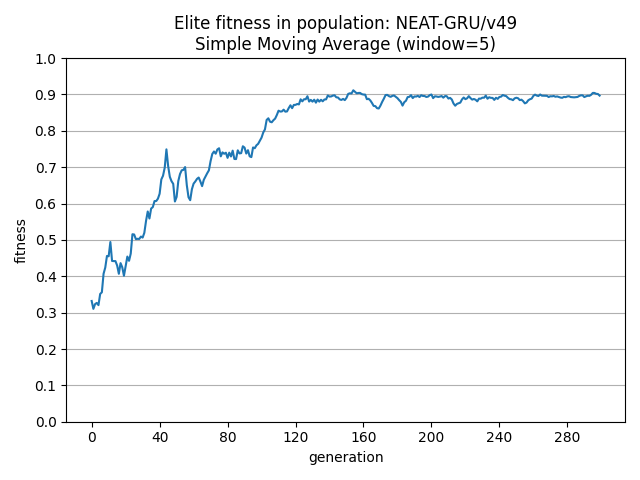 Elite fitness in population: NEAT-GRU/v49
Simple Moving Average (window=5)
1.0
0.9
0.8
0.7
0.6
0.5
0.4
0.3
0.2
0.1
0.0
fitness
0 40 80 120 160 200 240 280
generation